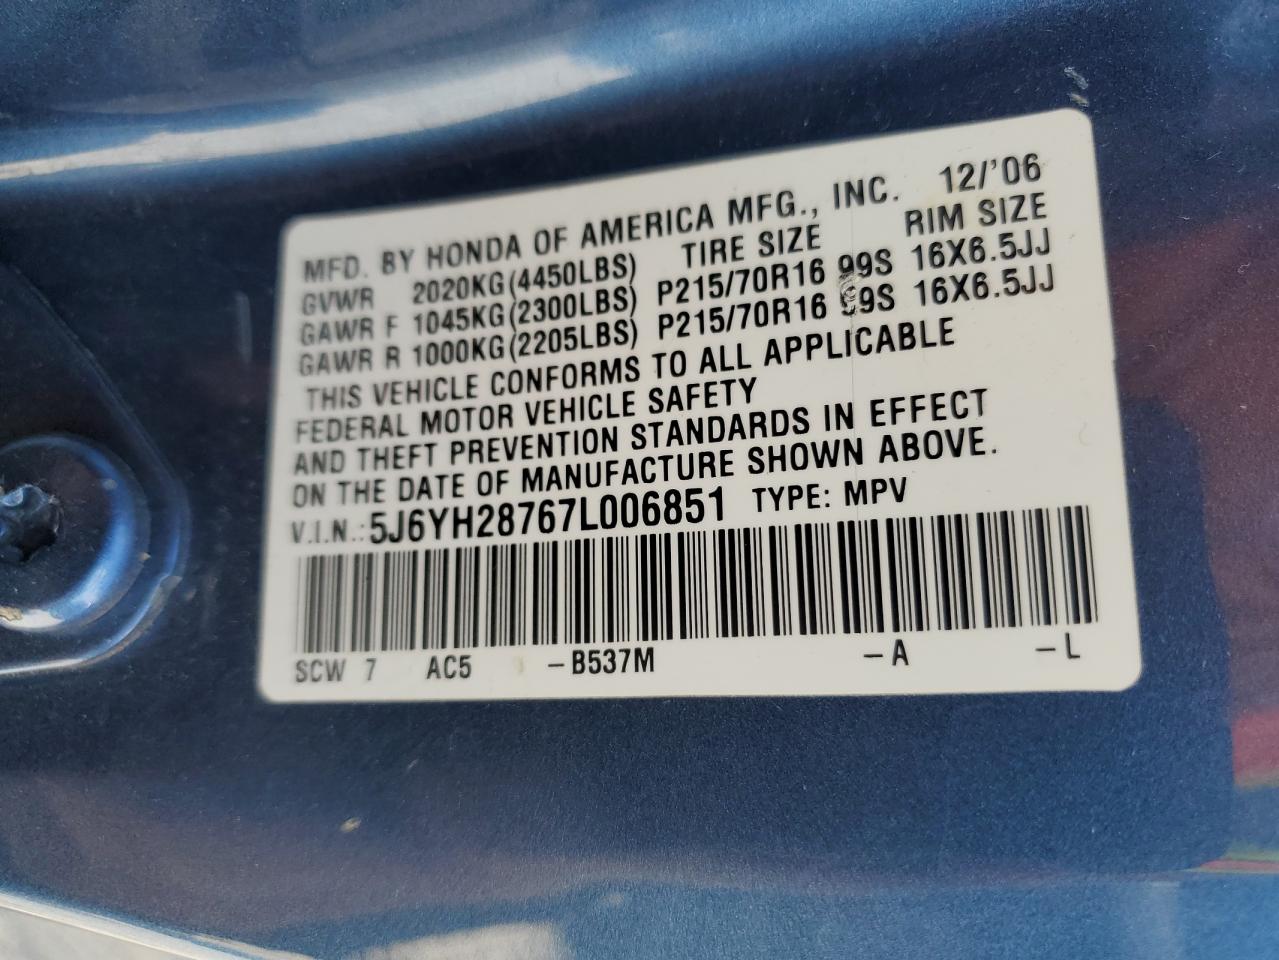 MFD. BY HONDA OF AMERICA MFG., INC. 12/'06
GVWR 2020KG(4450LBS) TIRE SIZE RIM SIZE
GAWR F 1045KG(2300LBS) P215/70R16 99S 16X6.5JJ
GAWR R 1000KG(2205LBS) P215/70R16 99S 16X6.5JJ
THIS VEHICLE CONFORMS TO ALL APPLICABLE
FEDERAL MOTOR VEHICLE SAFETY
AND THEFT PREVENTION STANDARDS IN EFFECT
ON THE DATE OF MANUFACTURE SHOWN ABOVE.
V.I.N.: 5J6YH28767L006851 TYPE: MPV
SCW 7 AC5 -B537M -A -L